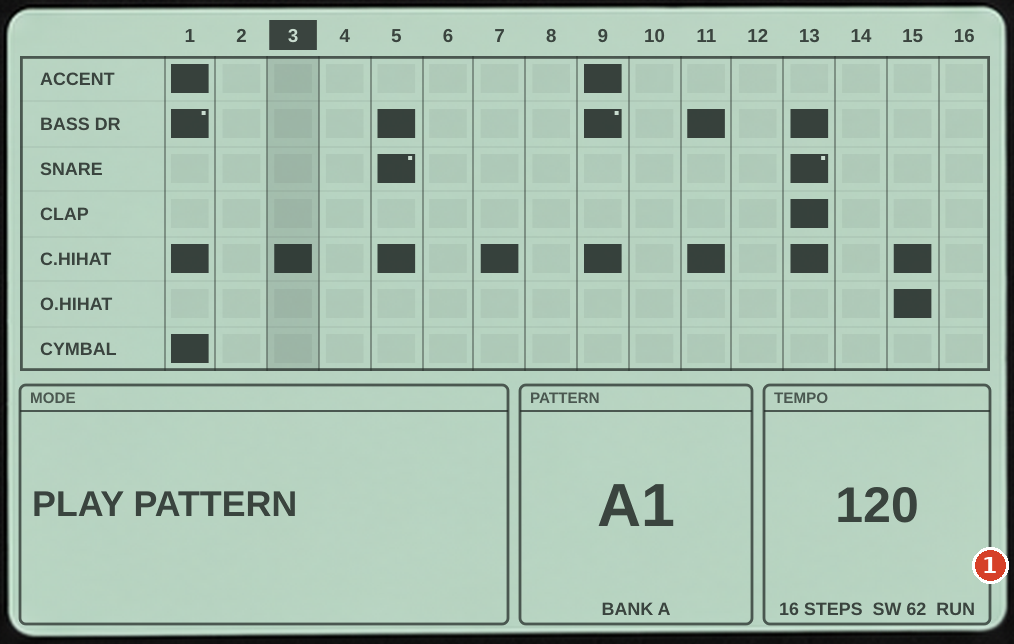 1 2 3 4 5 6 7 8 9 10 11 12 13 14 15 16
ACCENT
BASS DR
SNARE
CLAP
C.HIHAT
O.HIHAT
CYMBAL
MODE
PLAY PATTERN
PATTERN
A1
BANK A
TEMPO
120
1
16 STEPS SW 62 RUN